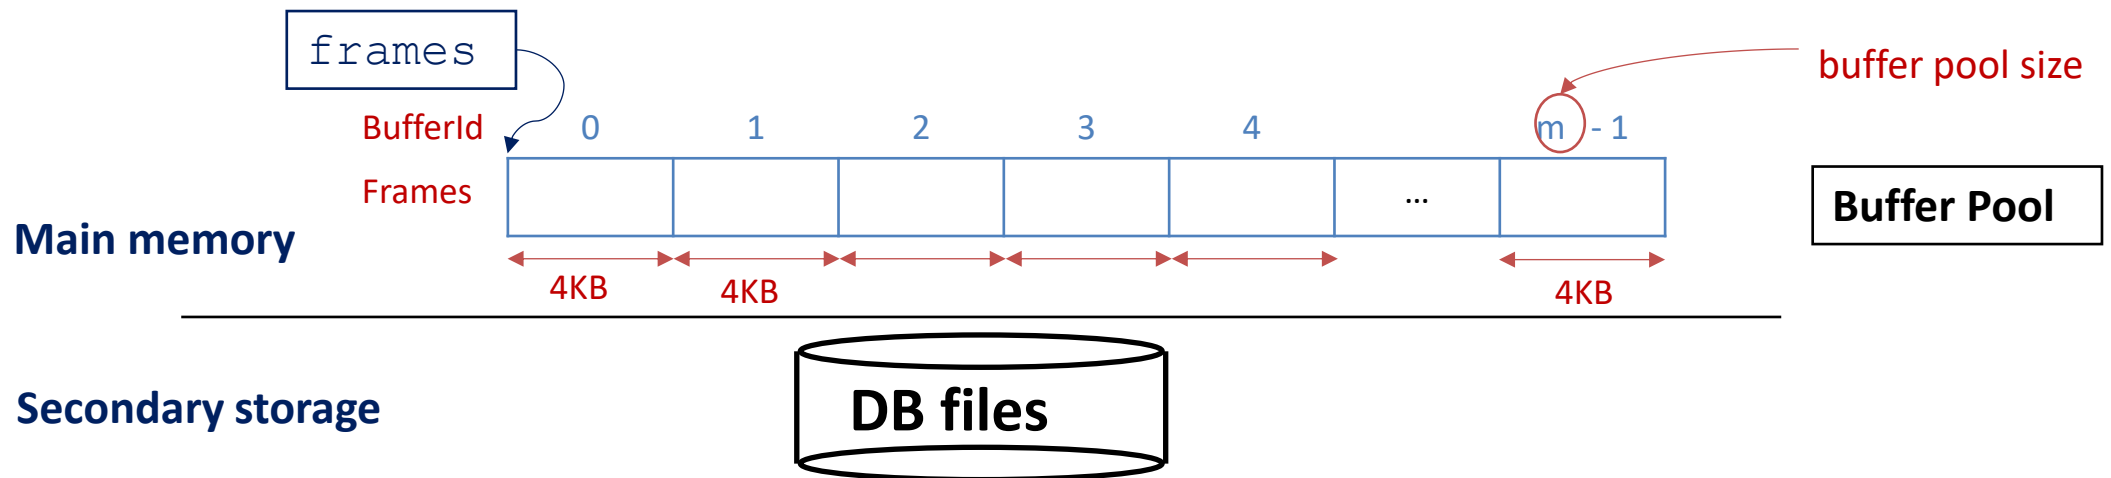 frames
buffer pool size
BufferId 0 1 2 3 4 m - 1
Frames ...
Buffer Pool
Main memory
4KB 4KB 4KB
DB files
Secondary storage